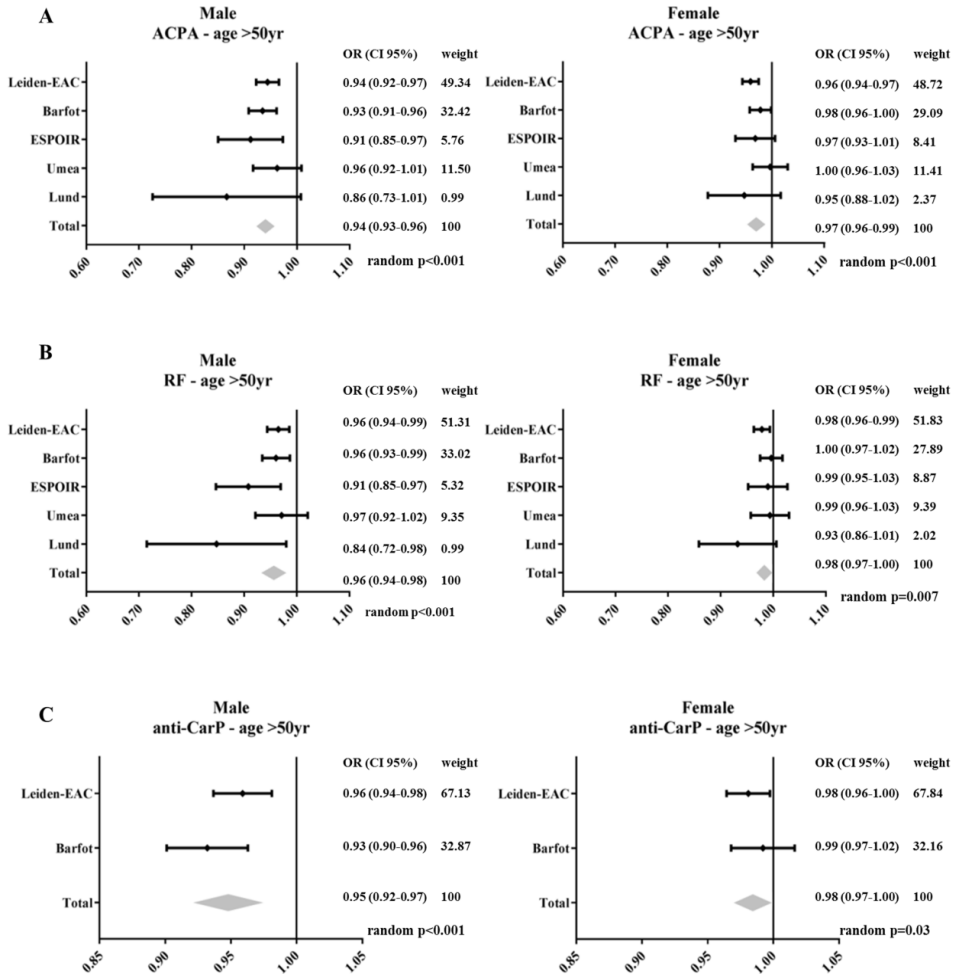 A
Male
ACPA - age >50yr
OR (CI 95%) weight
Leiden-EAC 0.94 (0.92-0.97) 49.34
Barfot 0.93 (0.91-0.96) 32.42
ESPOIR 0.91 (0.85-0.97) 5.76
Umea 0.96 (0.92-1.01) 11.50
Lund 0.86 (0.73-1.01) 0.99
Total 0.94 (0.93-0.96) 100
random p<0.001
0.60 0.70 0.80 0.90 1.00 1.10
Female
ACPA - age >50yr
OR (CI 95%) weight
Leiden-EAC 0.96 (0.94-0.97) 48.72
Barfot 0.98 (0.96-1.00) 29.09
ESPOIR 0.97 (0.93-1.01) 8.41
Umea 1.00 (0.96-1.03) 11.41
Lund 0.95 (0.88-1.02) 2.37
Total 0.97 (0.96-0.99) 100
random p<0.001
0.60 0.70 0.80 0.90 1.00 1.10
B
Male
RF - age >50yr
OR (CI 95%) weight
Leiden-EAC 0.96 (0.94-0.99) 51.31
Barfot 0.96 (0.93-0.99) 33.02
ESPOIR 0.91 (0.85-0.97) 5.32
Umea 0.97 (0.92-1.02) 9.35
Lund 0.84 (0.72-0.98) 0.99
Total 0.96 (0.94-0.98) 100
random p<0.001
0.60 0.70 0.80 0.90 1.00 1.10
Female
RF - age >50yr
OR (CI 95%) weight
Leiden-EAC 0.98 (0.96-0.99) 51.83
Barfot 1.00 (0.97-1.02) 27.89
ESPOIR 0.99 (0.95-1.03) 8.87
Umea 0.99 (0.96-1.03) 9.39
Lund 0.93 (0.86-1.01) 2.02
Total 0.98 (0.97-1.00) 100
random p=0.007
0.60 0.70 0.80 0.90 1.00 1.10
C
Male
anti-CarP - age >50yr
OR (CI 95%) weight
Leiden-EAC 0.96 (0.94-0.98) 67.13
Barfot 0.93 (0.90-0.96) 32.87
Total 0.95 (0.92-0.97) 100
random p<0.001
0.85 0.90 0.95 1.00 1.05
Female
anti-CarP - age >50yr
OR (CI 95%) weight
Leiden-EAC 0.98 (0.96-1.00) 67.84
Barfot 0.99 (0.97-1.02) 32.16
Total 0.98 (0.97-1.00) 100
random p=0.03
0.85 0.90 0.95 1.00 1.05